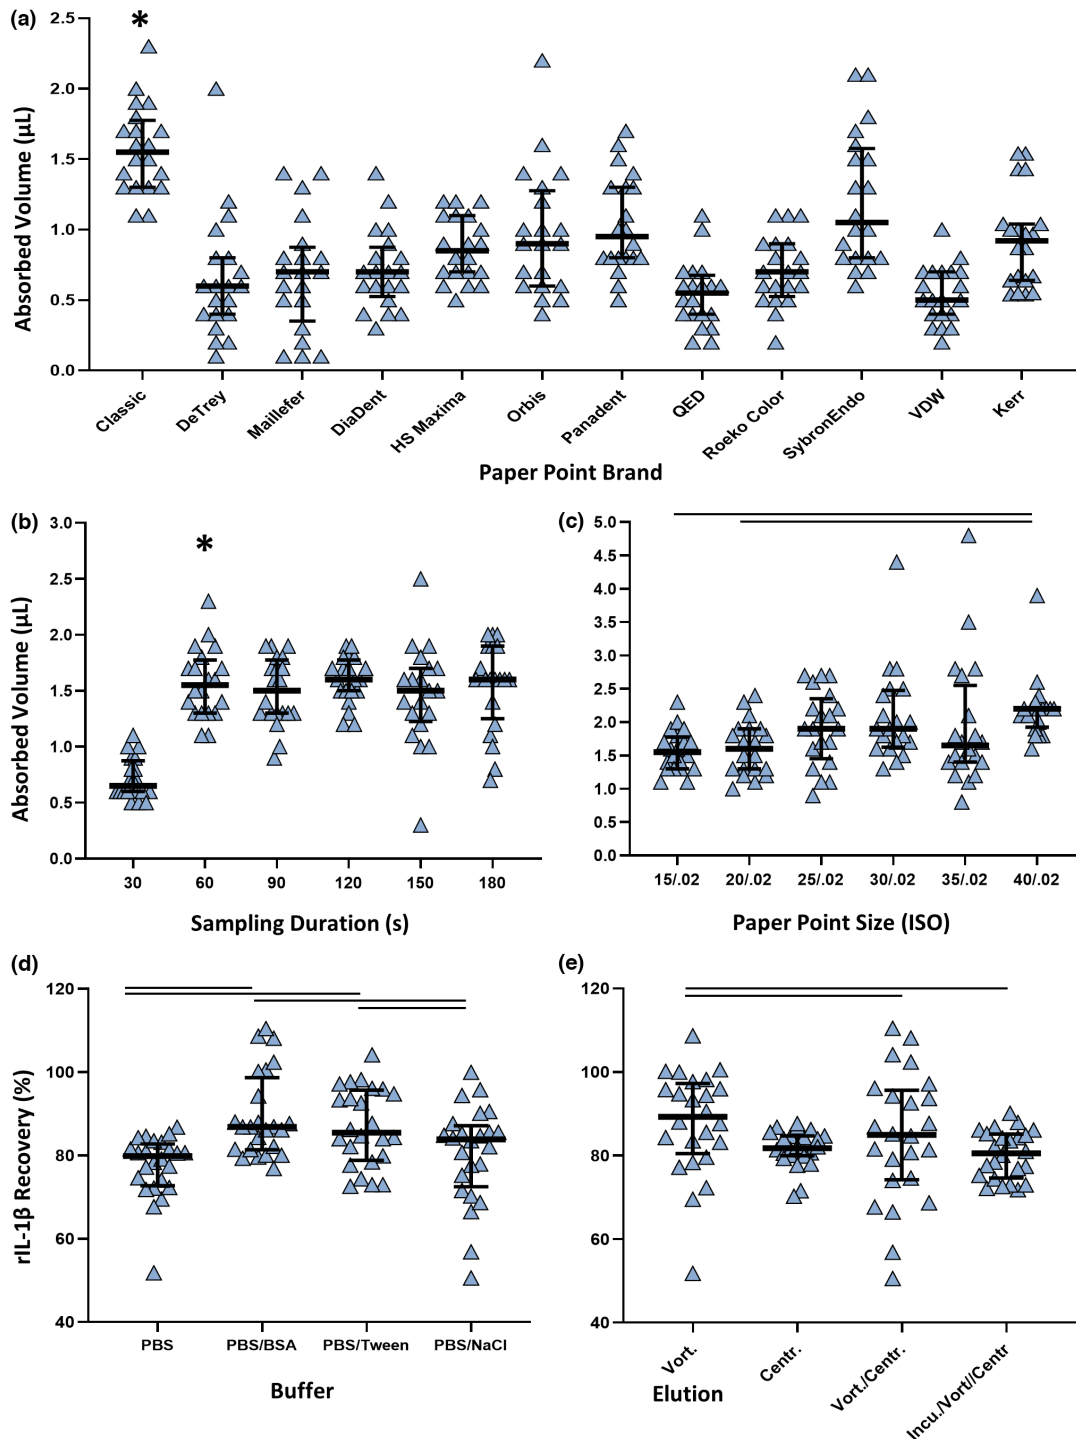 (a)
*
Absorbed Volume (µL)
2.5
2.0
1.5
1.0
0.5
0.0
Classic
DeTrey
Maillefer
DiaDent
HS Maxima
Orbis
Panadent
QED
Roeko Color
SybronEndo
VDW
Kerr
Paper Point Brand
(b)
*
Absorbed Volume (µL)
3.0
2.5
2.0
1.5
1.0
0.5
0.0
30 60 90 120 150 180
Sampling Duration (s)
(c)
5.0
4.5
4.0
3.5
3.0
2.5
2.0
1.5
1.0
0.5
0.0
15/.02 20/.02 25/.02 30/.02 35/.02 40/.02
Paper Point Size (ISO)
(d)
rIL-1β Recovery (%)
120
100
80
60
40
PBS PBS/BSA PBS/Tween PBS/NaCl
Buffer
(e)
120
100
80
60
40
Vort.
Centr.
Vort./Centr.
Incu./Vort//Centr
Elution